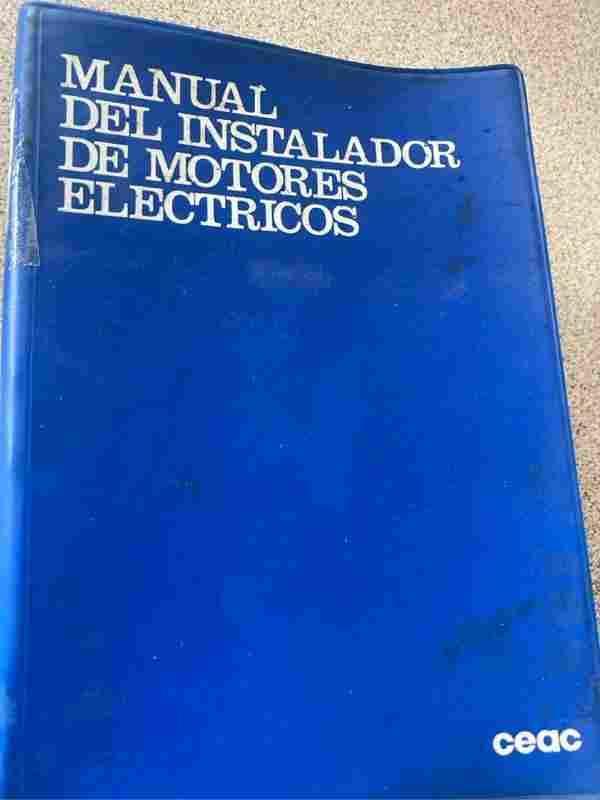 MANUAL
DEL INSTALADOR
DE MOTORES
ELECTRICOS
ceac